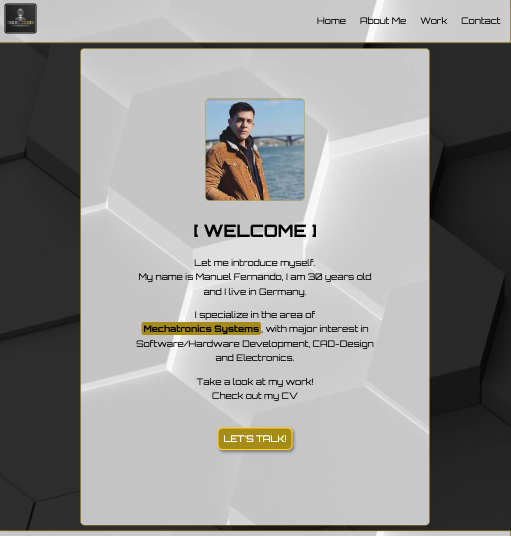 Home About Me Work Contact
[ WELCOME ]
Let me introduce myself.
My name is Manuel Fernando, I am 30 years old
and I live in Germany.
I specialize in the area of
Mechatronics Systems, with major interest in
Software/Hardware Development, CAD-Design
and Electronics.
Take a look at my work!
Check out my CV
LET'S TALK!